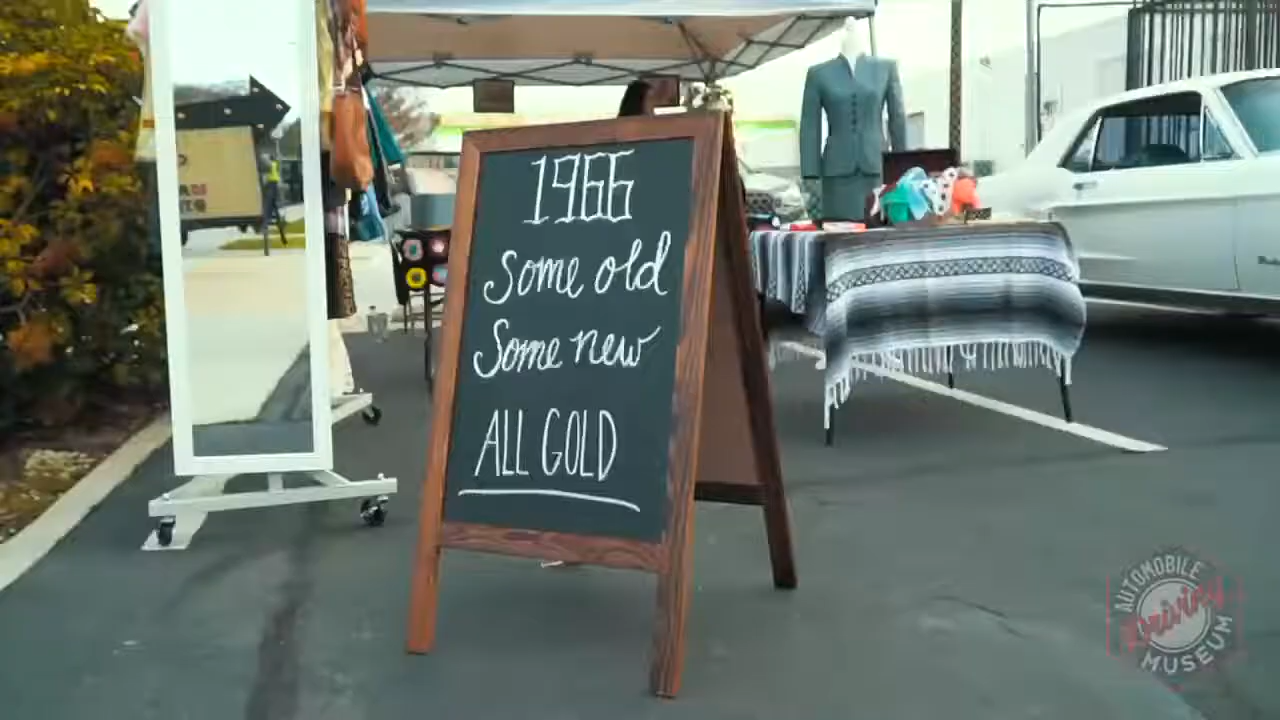 1966
Some old
Some new
ALL GOLD
AUTOMOBILE
Driving
MUSEUM